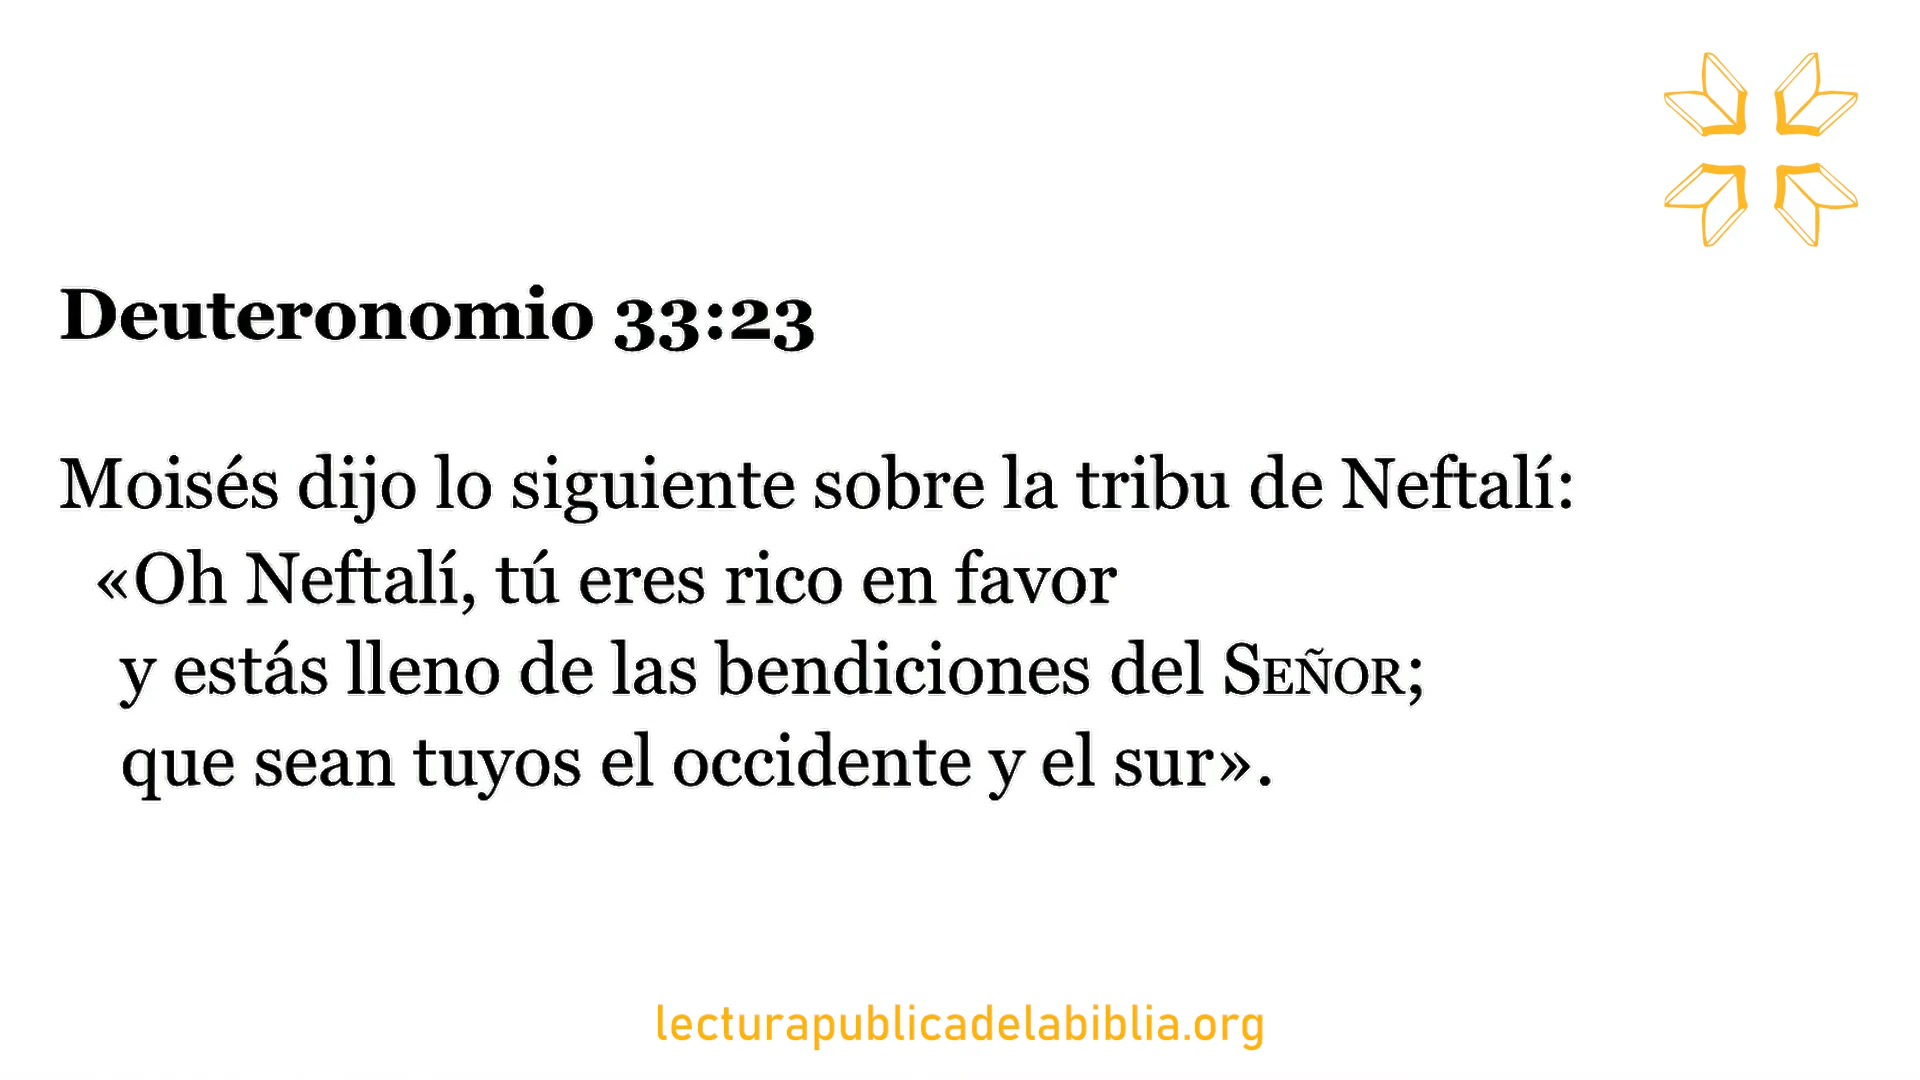 Deuteronomio 33:23
Moisés dijo lo siguiente sobre la tribu de Neftalí:
«Oh Neftalí, tú eres rico en favor
y estás lleno de las bendiciones del SEÑOR;
que sean tuyos el occidente y el sur».
lecturapublicadelabiblia.org